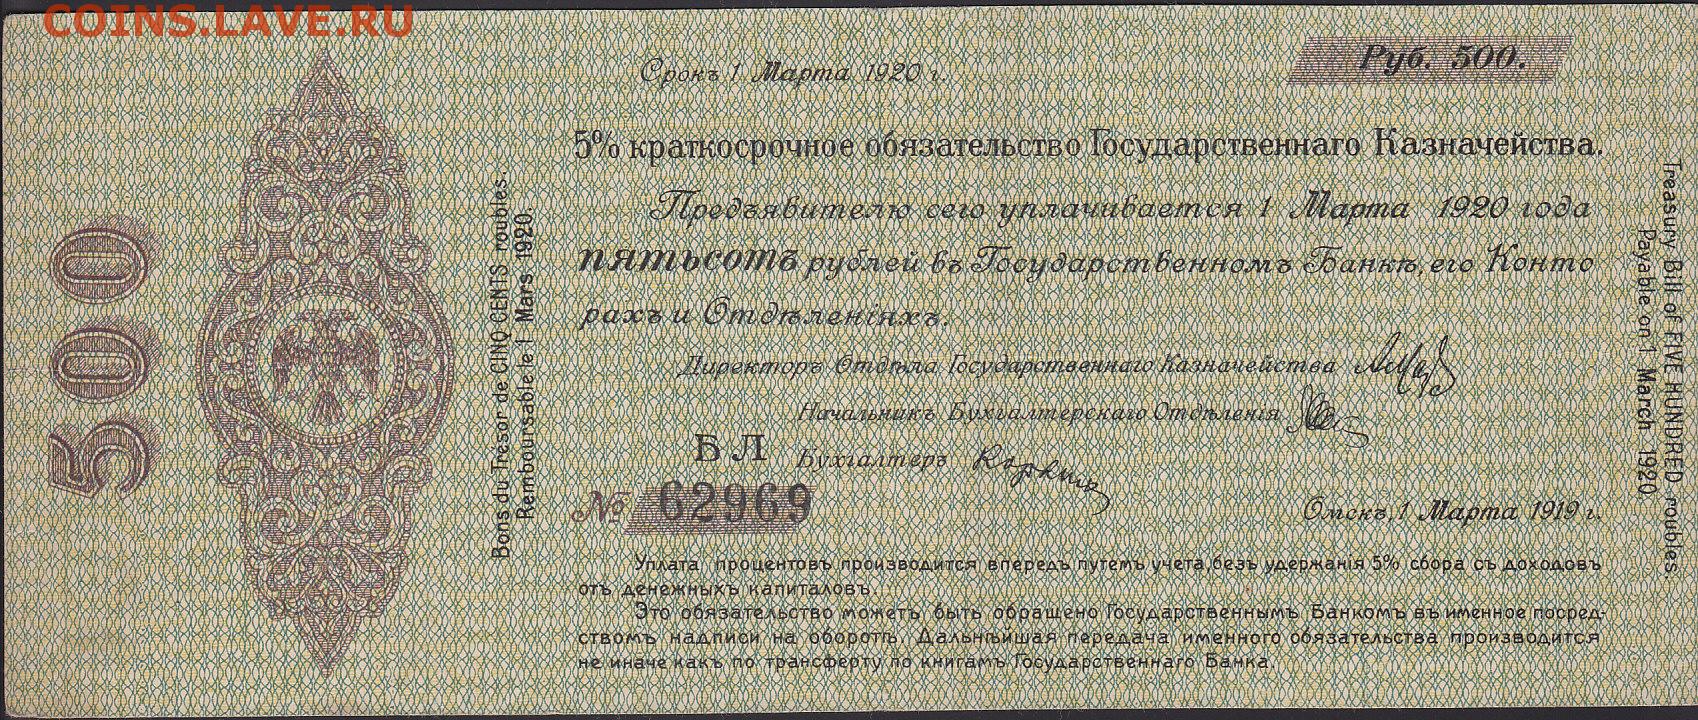 COINS.LAVE.RU
Срокъ 1 Марта 1920 г.
Руб. 500.
5% краткосрочное обязательство Государственнаго Казначейства.
Предъявителю сего уплачивается 1 Марта 1920 года
пятьсотъ рублей въ Государственномъ Банкѣ, его Конто
рахъ и Отдѣленіяхъ.
Директоръ Отдѣла Государственнаго Казначейства
Начальникъ Бухгалтерскаго Отдѣленія
БЛ Бухгалтеръ
№ 62969
Омскъ, 1 Марта 1919 г.
Уплата процентовъ производится впередъ путемъ учета, безъ удержанія 5% сбора съ доходовъ
отъ денежныхъ капиталовъ.
Это обязательство можетъ быть обращено Государственнымъ Банкомъ въ именное посред-
ствомъ надписи на оборотѣ. Дальнѣйшая передача именного обязательства производится
не иначе какъ по трансферту по книгамъ Государственнаго Банка.
500
Bons du Trésor de CINQ CENTS roubles.
Remboursable le 1 Mars 1920.
Treasury Bill of FIVE HUNDRED roubles.
Payable on 1 March 1920.